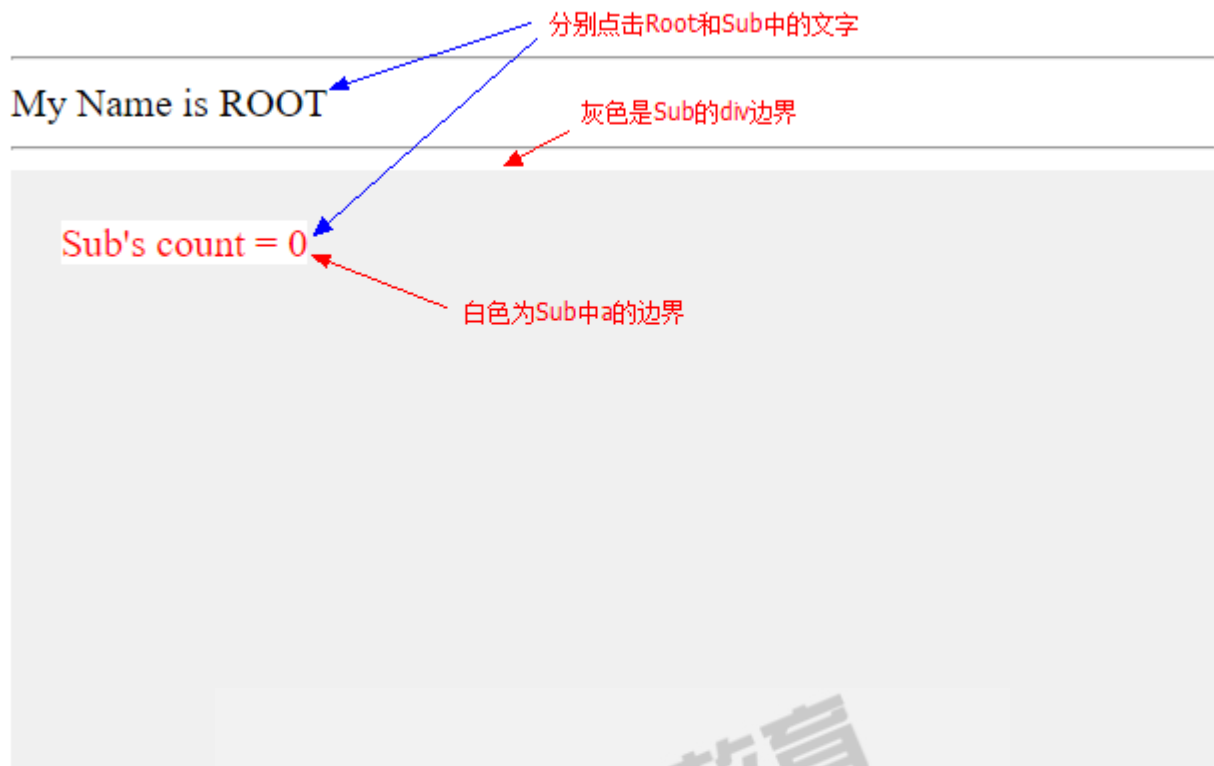 分别点击Root和Sub中的文字
My Name is ROOT
灰色是Sub的div边界
Sub's count = 0
白色为Sub中a的边界
教育